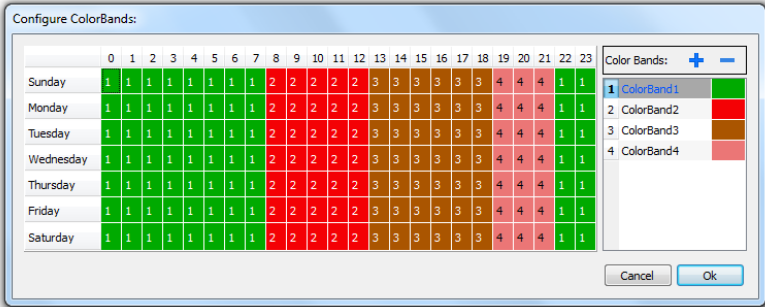 Configure ColorBands:
0 1 2 3 4 5 6 7 8 9 10 11 12 13 14 15 16 17 18 19 20 21 22 23
Sunday 1 1 1 1 1 1 1 1 2 2 2 2 2 3 3 3 3 3 3 4 4 4 1 1
Monday 1 1 1 1 1 1 1 1 2 2 2 2 2 3 3 3 3 3 3 4 4 4 1 1
Tuesday 1 1 1 1 1 1 1 1 2 2 2 2 2 3 3 3 3 3 3 4 4 4 1 1
Wednesday 1 1 1 1 1 1 1 1 2 2 2 2 2 3 3 3 3 3 3 4 4 4 1 1
Thursday 1 1 1 1 1 1 1 1 2 2 2 2 2 3 3 3 3 3 3 4 4 4 1 1
Friday 1 1 1 1 1 1 1 1 2 2 2 2 2 3 3 3 3 3 3 4 4 4 1 1
Saturday 1 1 1 1 1 1 1 1 2 2 2 2 2 3 3 3 3 3 3 4 4 4 1 1
Color Bands:
1 ColorBand1
2 ColorBand2
3 ColorBand3
4 ColorBand4
Cancel Ok